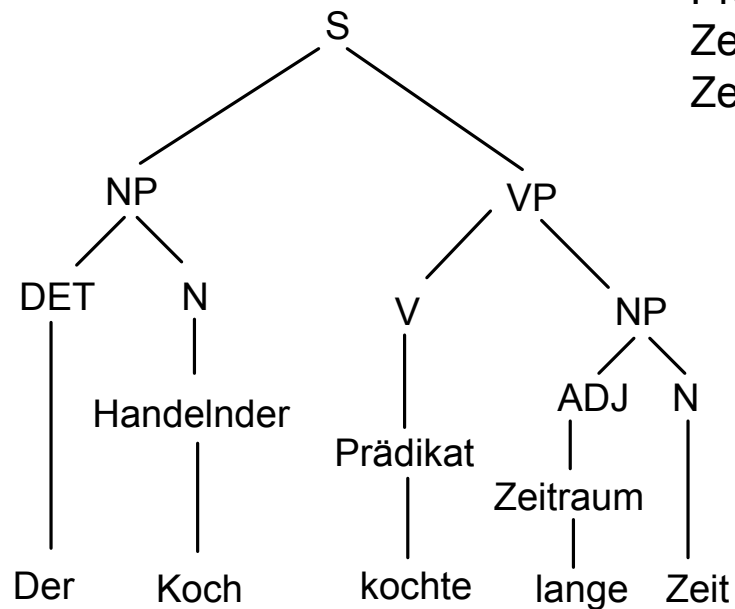 S
NP VP
DET N V NP
Handelnder ADJ N
Prädikat
Zeitraum
Der Koch kochte lange Zeit